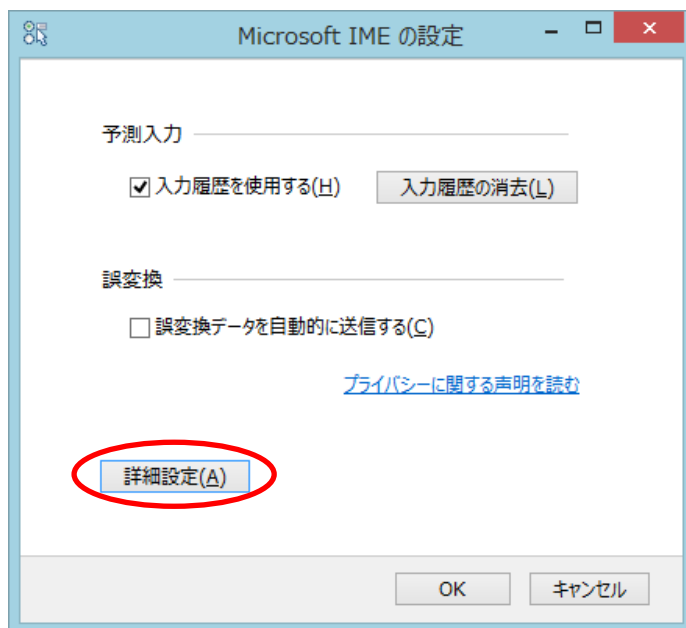 Microsoft IME の設定
予測入力
入力履歴を使用する(H)
入力履歴の消去(L)
誤変換
誤変換データを自動的に送信する(C)
プライバシーに関する声明を読む
詳細設定(A)
OK
キャンセル